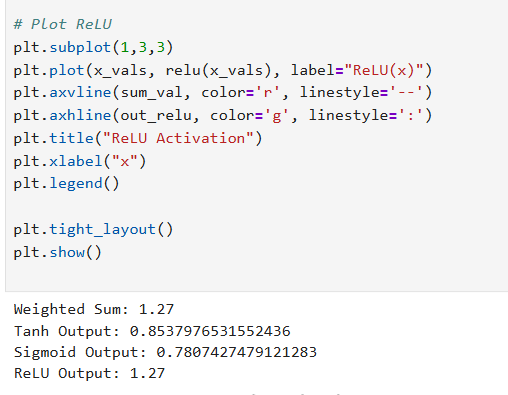 # Plot ReLU
plt.subplot(1,3,3)
plt.plot(x_vals, relu(x_vals), label="ReLU(x)")
plt.axvline(sum_val, color='r', linestyle='--')
plt.axhline(out_relu, color='g', linestyle=':')
plt.title("ReLU Activation")
plt.xlabel("x")
plt.legend()

plt.tight_layout()
plt.show()

Weighted Sum: 1.27
Tanh Output: 0.8537976531552436
Sigmoid Output: 0.7807427479121283
ReLU Output: 1.27